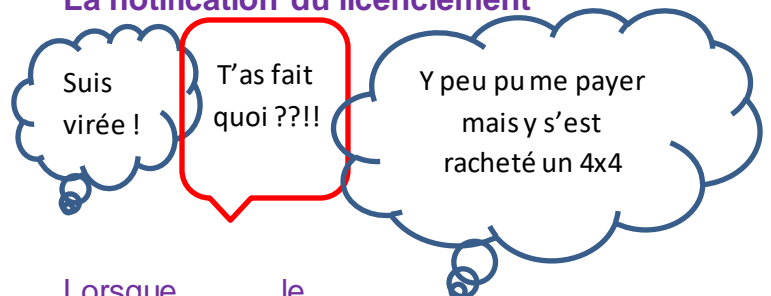 La notification du licenciement
Suis
virée !
T'as fait
quoi ??!!
Y peu pu me payer
mais y s'est
racheté un 4x4
Lorsque le